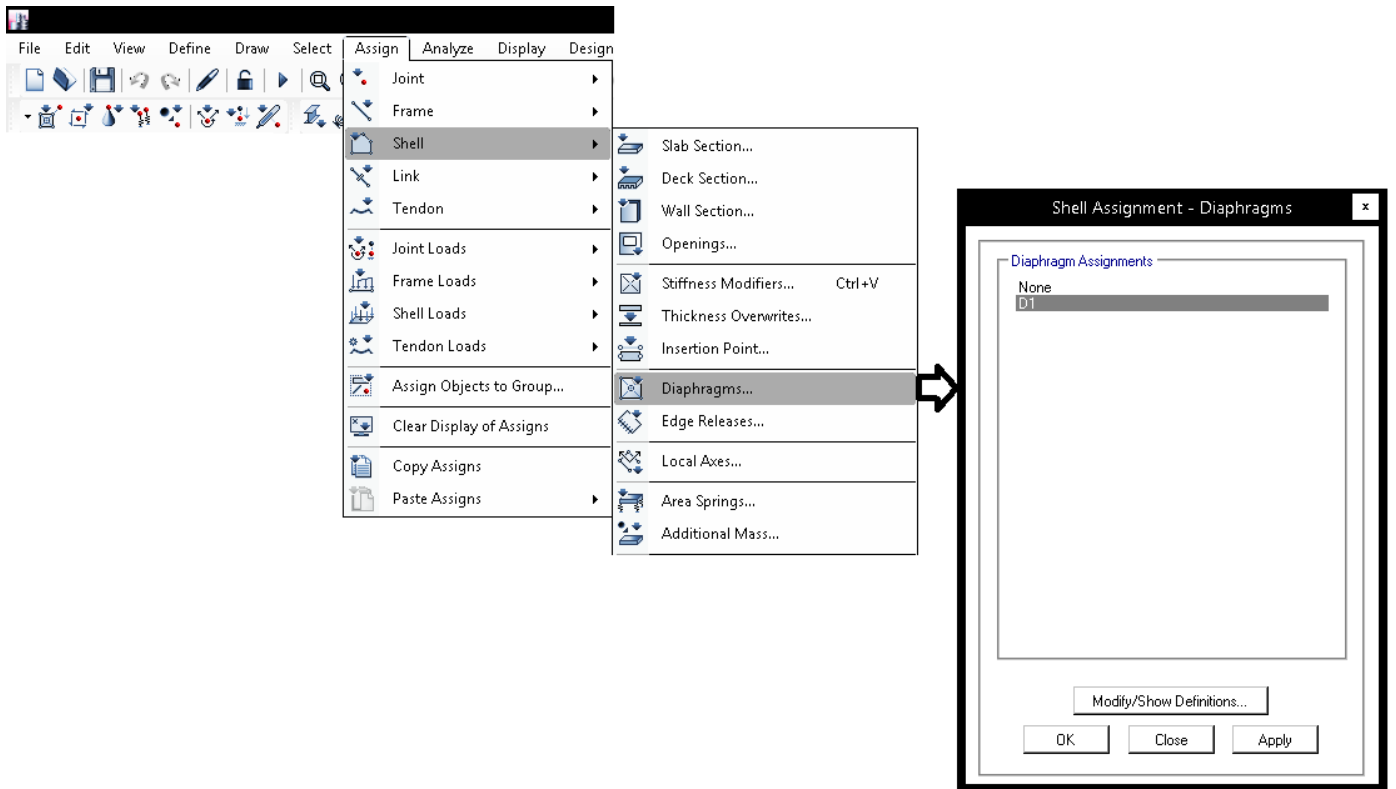 File Edit View Define Draw Select Assign Analyze Display Design
Joint
Frame
Shell
Link
Tendon
Joint Loads
Frame Loads
Shell Loads
Tendon Loads
Assign Objects to Group...
Clear Display of Assigns
Copy Assigns
Paste Assigns
Slab Section...
Deck Section...
Wall Section...
Openings...
Stiffness Modifiers... Ctrl+V
Thickness Overwrites...
Insertion Point...
Diaphragms...
Edge Releases...
Local Axes...
Area Springs...
Additional Mass...
Shell Assignment - Diaphragms x
Diaphragm Assignments
None
D1
Modify/Show Definitions...
OK Close Apply